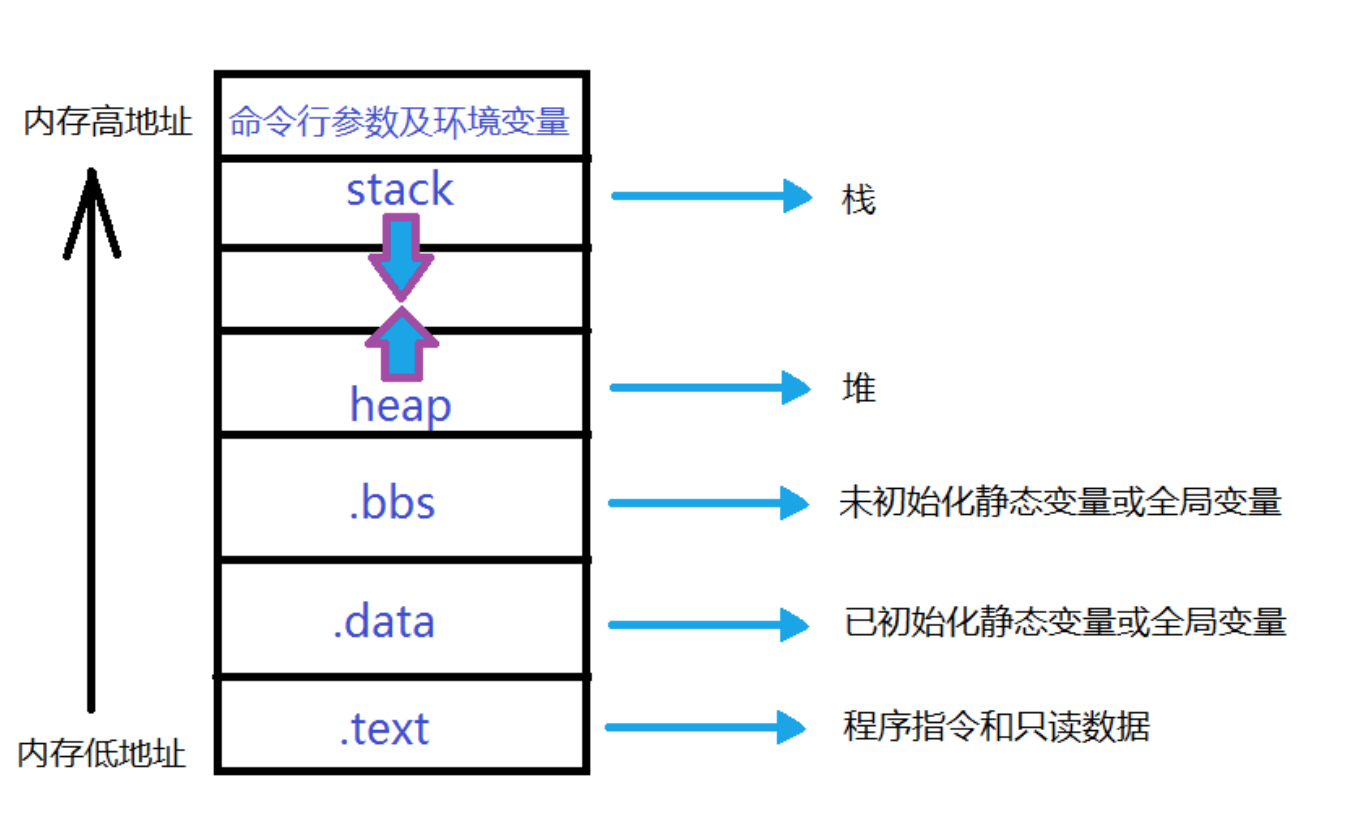 内存高地址
命令行参数及环境变量
stack
栈
heap
堆
.bbs
未初始化静态变量或全局变量
.data
已初始化静态变量或全局变量
.text
程序指令和只读数据
内存低地址